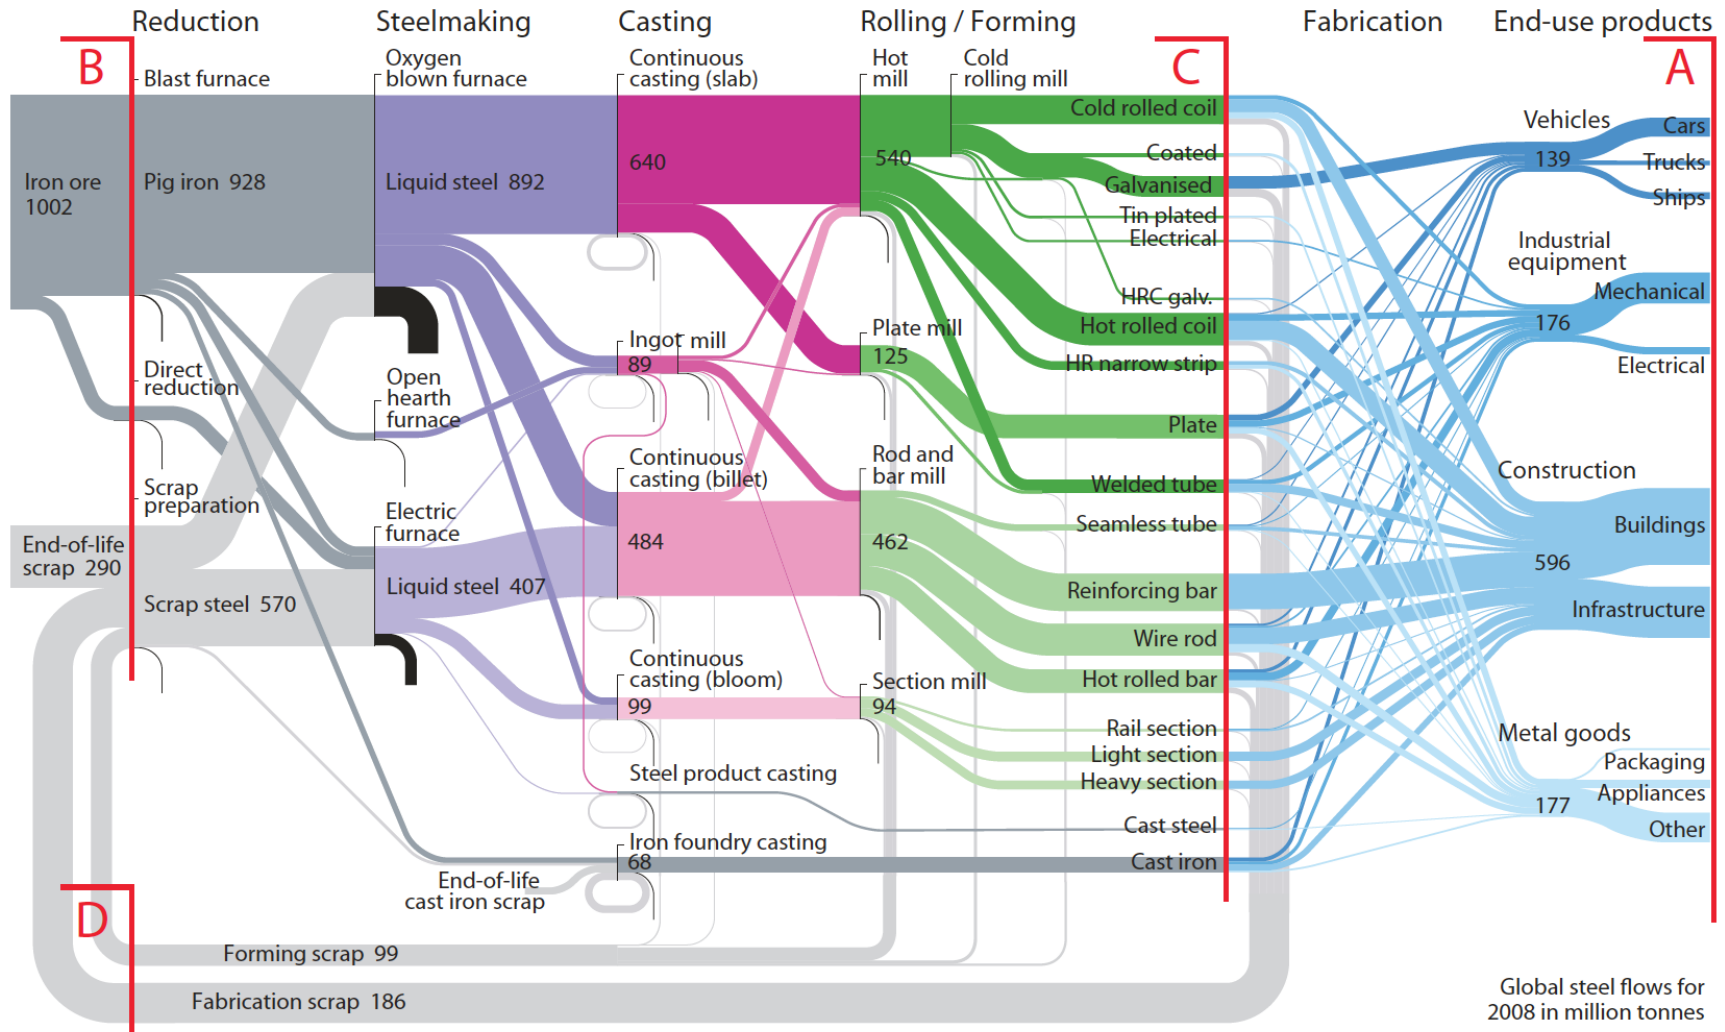 Reduction
Steelmaking
Casting
Rolling / Forming
Fabrication
End-use products
B
C
A
Blast furnace
Oxygen
blown furnace
Continuous
casting (slab)
Hot
mill
Cold
rolling mill
Iron ore
1002
Pig iron 928
Liquid steel 892
640
540
Cold rolled coil
Coated
Galvanised
Tin plated
Electrical
HRC galv.
Hot rolled coil
HR narrow strip
Plate
Welded tube
Seamless tube
Reinforcing bar
Wire rod
Hot rolled bar
Rail section
Light section
Heavy section
Cast steel
Cast iron
Vehicles
139
Cars
Trucks
Ships
Industrial
equipment
176
Mechanical
Electrical
Construction
596
Buildings
Infrastructure
Metal goods
177
Packaging
Appliances
Other
Direct
reduction
Open
hearth
furnace
Ingot mill
89
Plate mill
125
Scrap
preparation
Electric
furnace
Continuous
casting (billet)
484
Rod and
bar mill
462
End-of-life
scrap 290
Scrap steel 570
Liquid steel 407
Continuous
casting (bloom)
99
Section mill
94
Steel product casting
Iron foundry casting
68
End-of-life
cast iron scrap
D
Forming scrap 99
Fabrication scrap 186
Global steel flows for
2008 in million tonnes